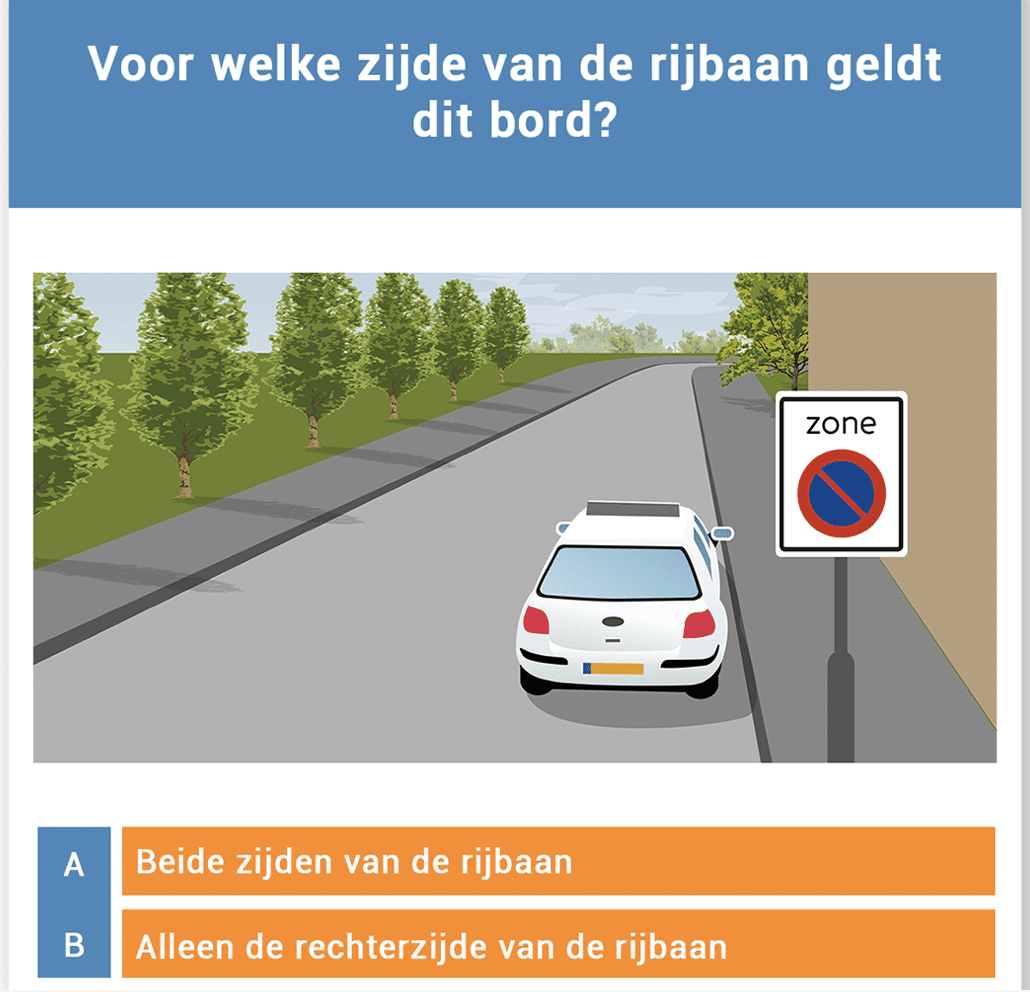 Voor welke zijde van de rijbaan geldt
dit bord?
zone
A
Beide zijden van de rijbaan
B
Alleen de rechterzijde van de rijbaan